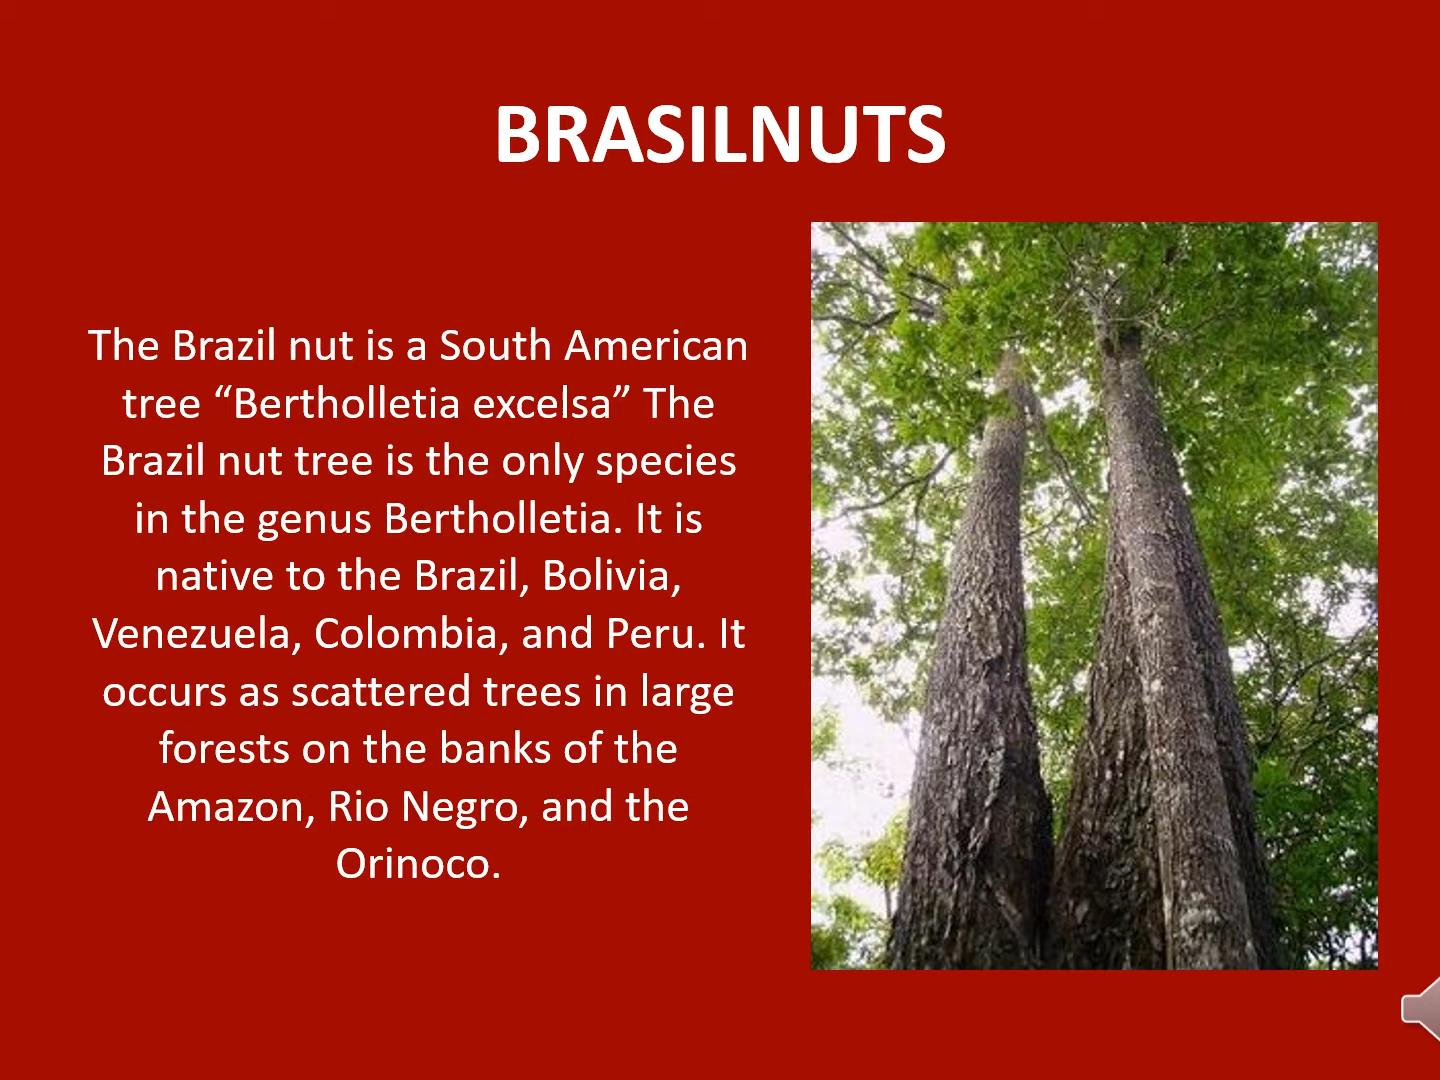 BRASILNUTS
The Brazil nut is a South American
tree “Bertholletia excelsa” The
Brazil nut tree is the only species
in the genus Bertholletia. It is
native to the Brazil, Bolivia,
Venezuela, Colombia, and Peru. It
occurs as scattered trees in large
forests on the banks of the
Amazon, Rio Negro, and the
Orinoco.